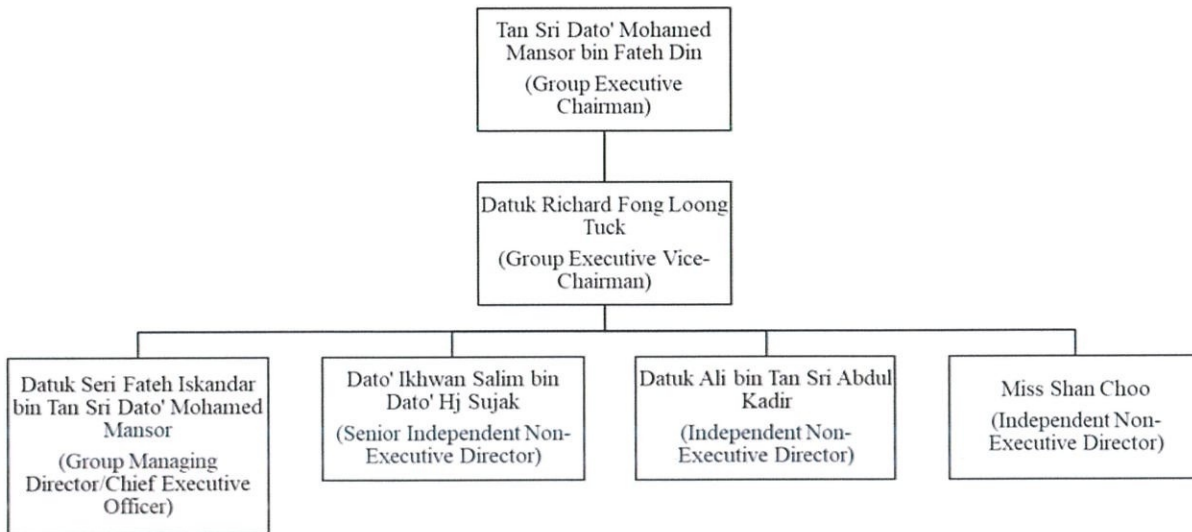 Tan Sri Dato' Mohamed
Mansor bin Fateh Din
(Group Executive
Chairman)
Datuk Richard Fong Loong
Tuck
(Group Executive Vice-
Chairman)
Datuk Seri Fateh Iskandar
bin Tan Sri Dato' Mohamed
Mansor
(Group Managing
Director/Chief Executive
Officer)
Dato' Ikhwan Salim bin
Dato' Hj Sujak
(Senior Independent Non-
Executive Director)
Datuk Ali bin Tan Sri Abdul
Kadir
(Independent Non-
Executive Director)
Miss Shan Choo
(Independent Non-
Executive Director)